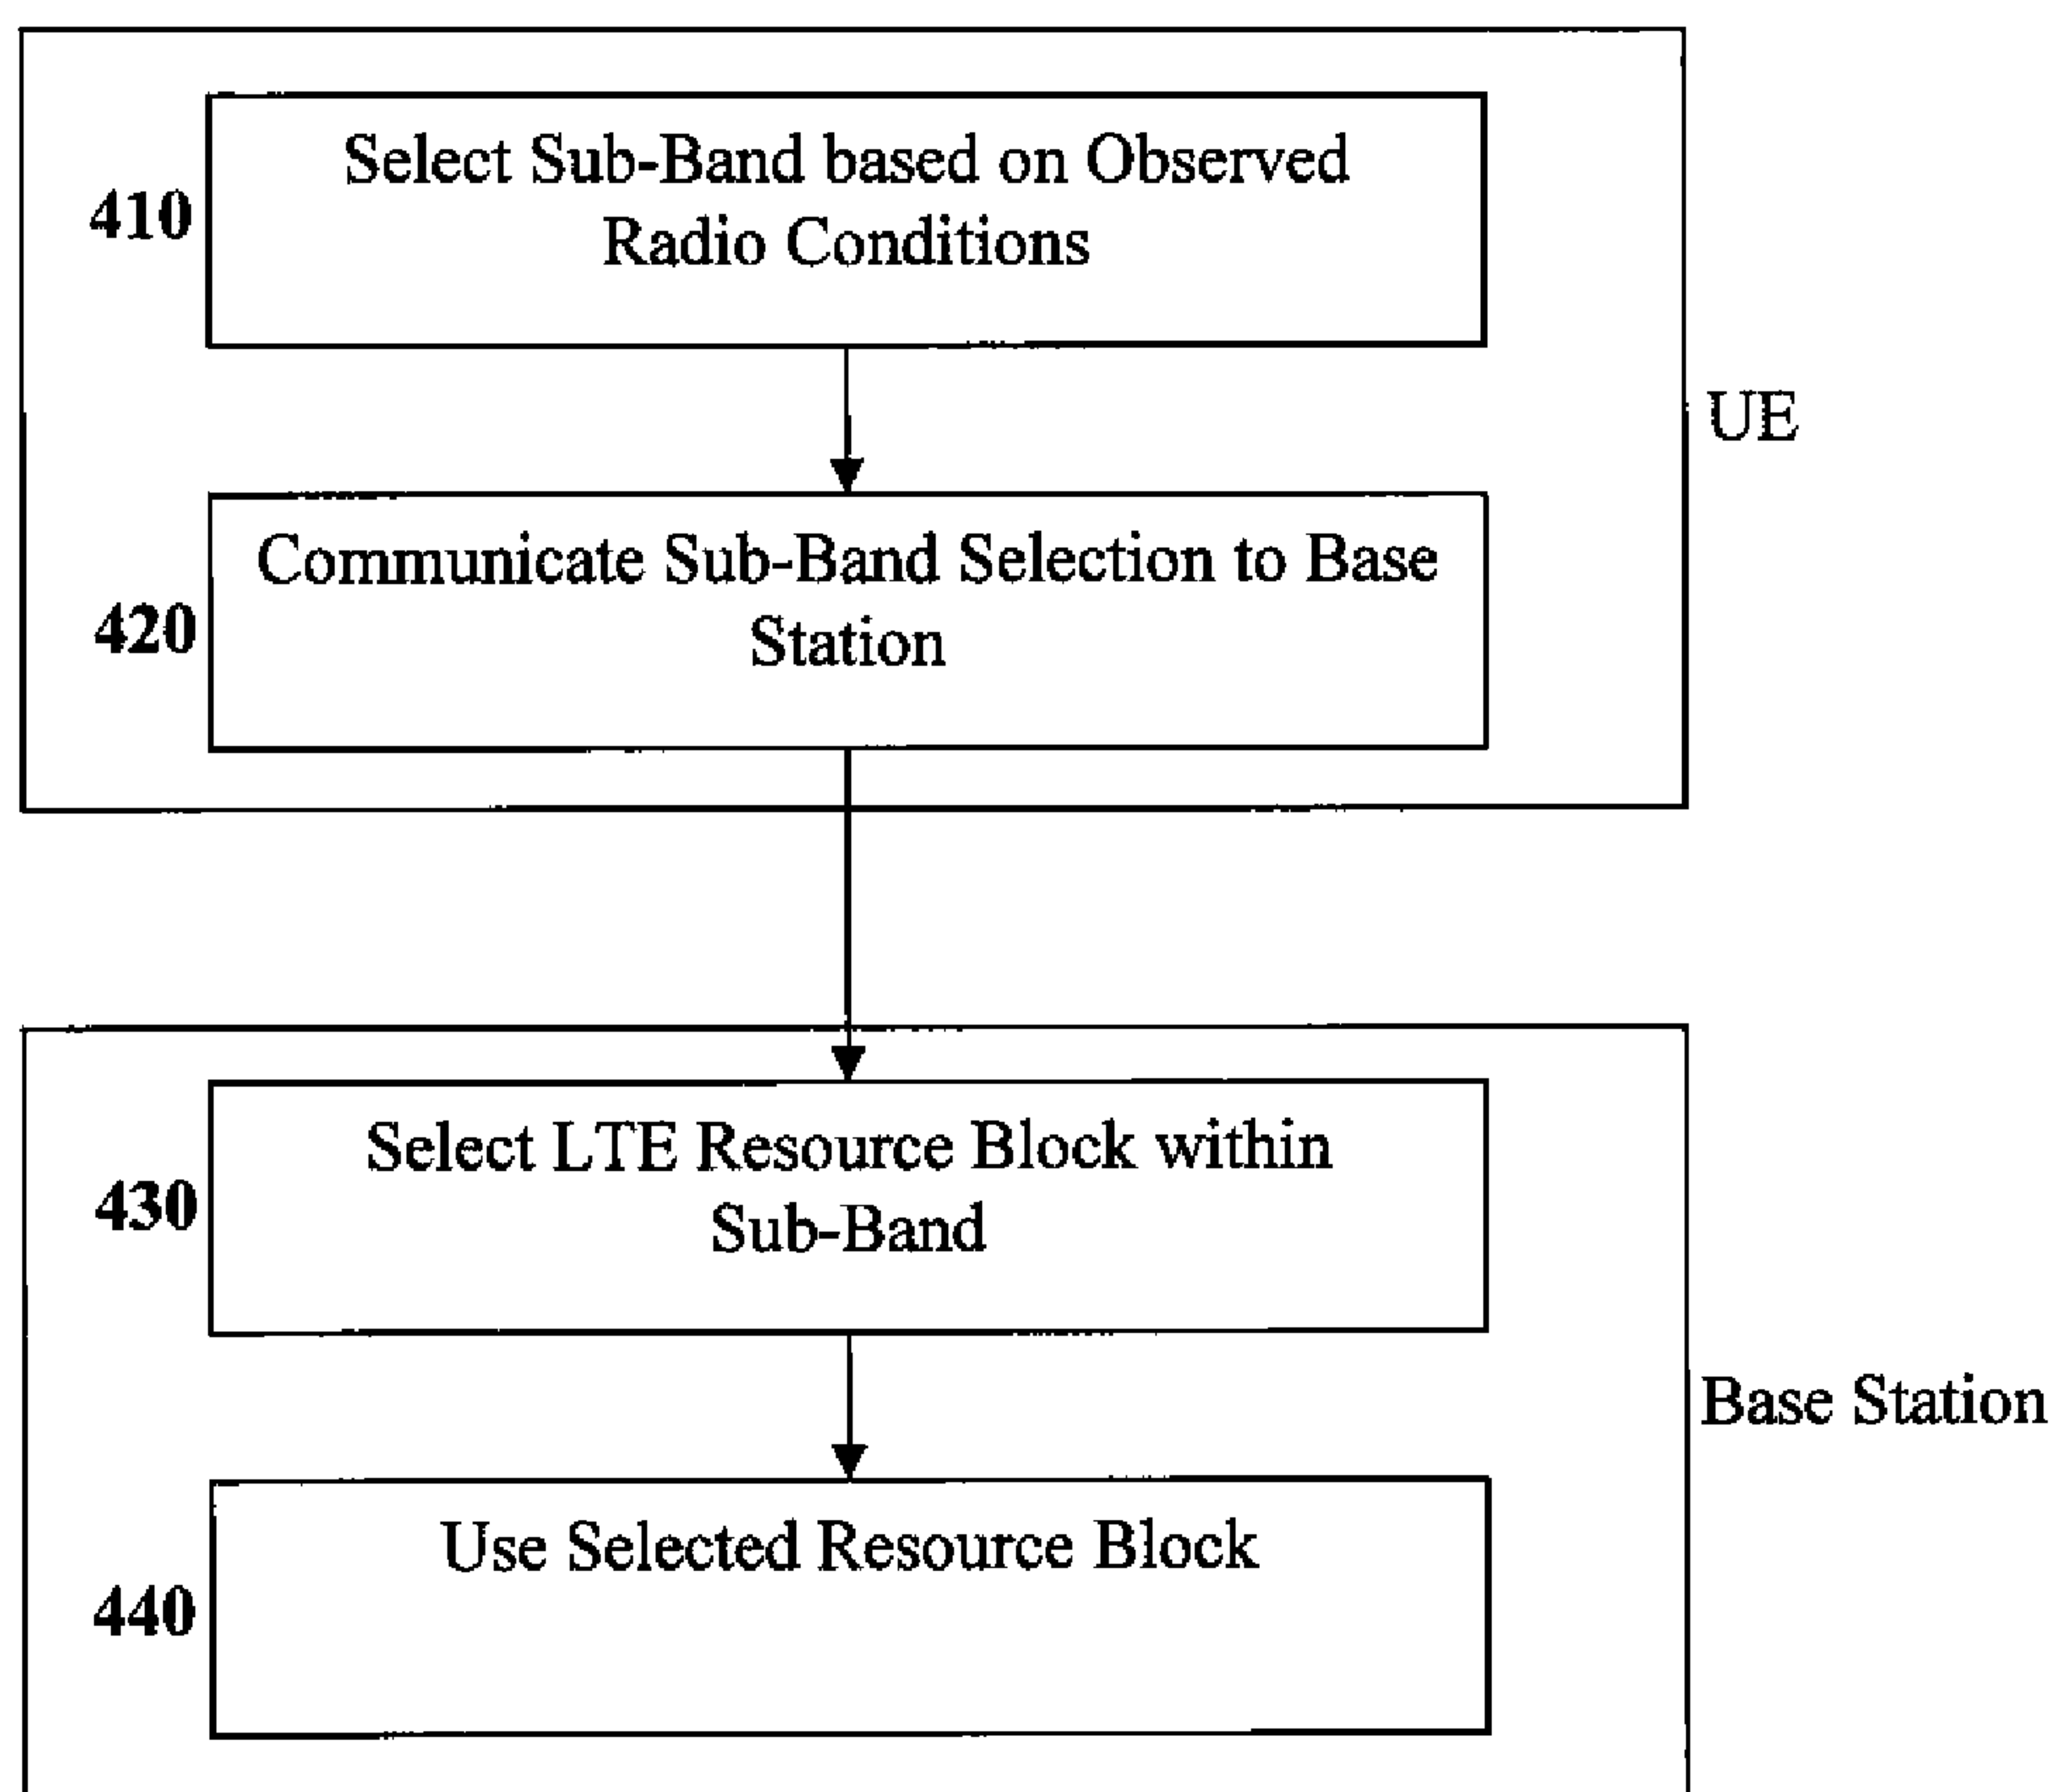 Select Sub-Band based on Observed
Radio Conditions
410
UE
Communicate Sub-Band Selection to Base
Station
420
Select LTE Resource Block within
Sub-Band
430
Base Station
Use Selected Resource Block
440